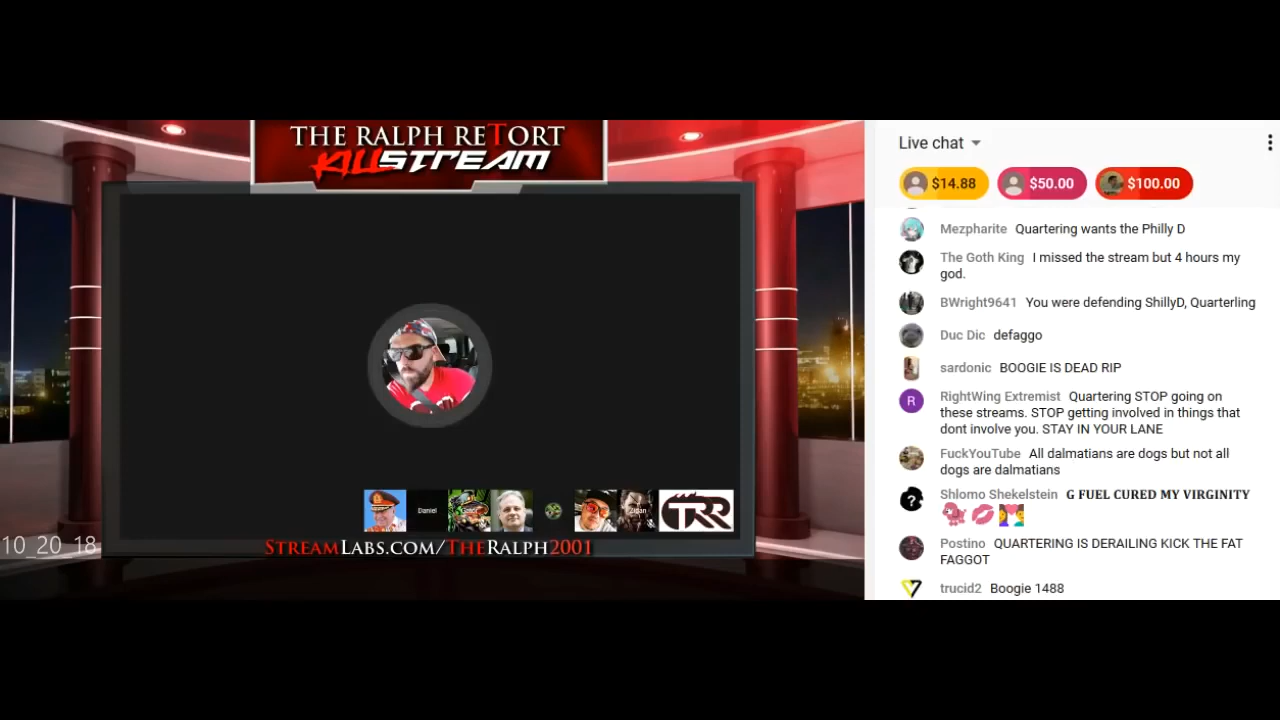 THE RALPH RETORT
KILLSTREAM
Live chat
$14.88
$50.00
$100.00
Mezpharite Quartering wants the Philly D
The Goth King I missed the stream but 4 hours my
god.
BWright9641 You were defending ShillyD, Quarterling
Duc Dic defaggo
sardonic BOOGIE IS DEAD RIP
R
RightWing Extremist Quartering STOP going on
these streams. STOP getting involved in things that
dont involve you. STAY IN YOUR LANE
FuckYouTube All dalmatians are dogs but not all
dogs are dalmatians
?
Shlomo Shekelstein G FUEL CURED MY VIRGINITY
Postino QUARTERING IS DERAILING KICK THE FAT
FAGGOT
trucid2 Boogie 1488
Daniel
Zidan
TRR
10 20 18
STREAMLABS.COM/THERALPH2001